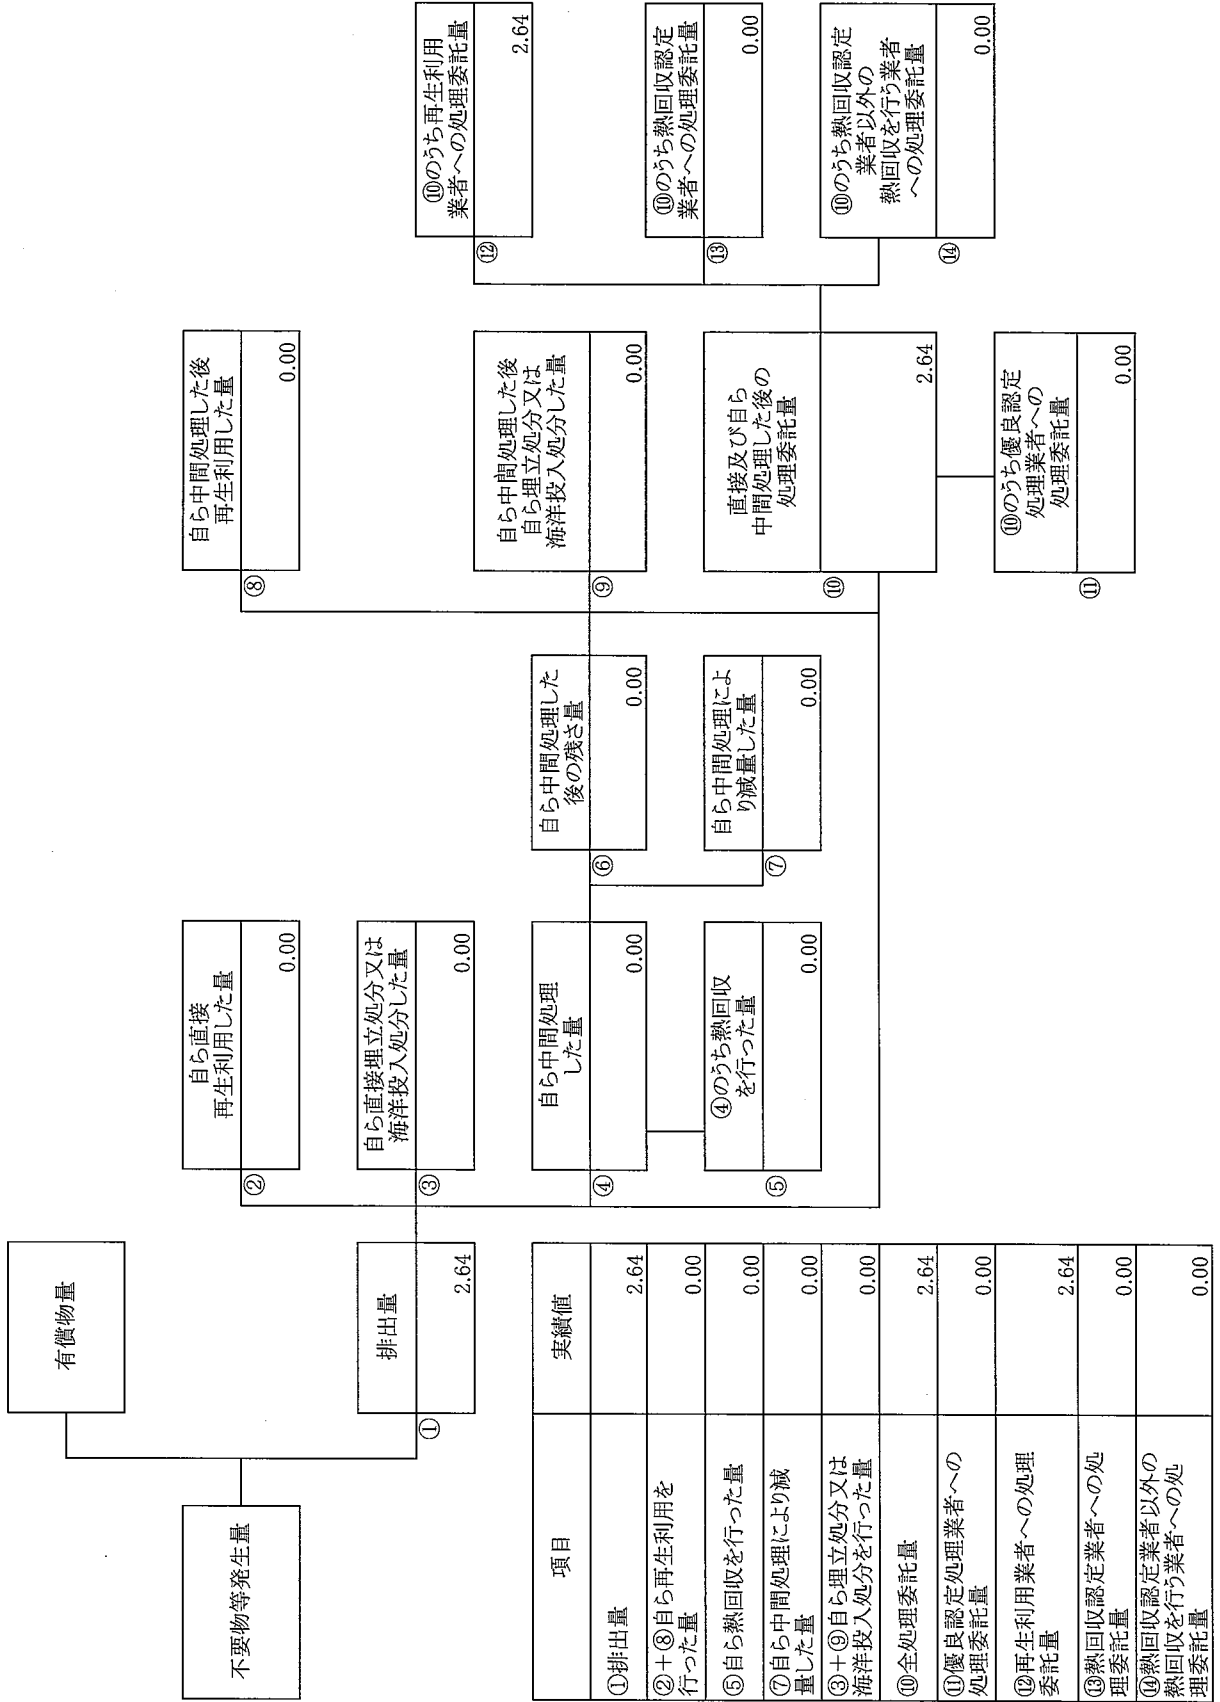 不要物等発生量
有償物量
①
排出量
2.64
②
自ら直接
再生利用した量
0.00
③
自ら直接埋立処分又は
海洋投入処分した量
0.00
④
自ら中間処理
した量
0.00
⑤
④のうち熱回収
を行った量
0.00
⑥
自ら中間処理した
後の残さ量
0.00
⑦
自ら中間処理によ
り減量した量
0.00
⑧
自ら中間処理した後
再生利用した量
0.00
⑨
自ら中間処理した後
自ら埋立処分又は
海洋投入処分した量
0.00
⑩
直接及び自ら
中間処理した後の
処理委託量
2.64
⑪
⑩のうち優良認定
処理業者への
処理委託量
0.00
⑫
⑩のうち再生利用
業者への処理委託量
2.64
⑬
⑩のうち熱回収認定
業者への処理委託量
0.00
⑭
⑩のうち熱回収認定
業者以外の
熱回収を行う業者
への処理委託量
0.00
項目 実績値
①排出量 2.64
②+⑧自ら再生利用を
行った量 0.00
⑤自ら熱回収を行った量 0.00
⑦自ら中間処理により減
量した量 0.00
③+⑨自ら埋立処分又は
海洋投入処分を行った量 0.00
⑩全処理委託量 2.64
⑪優良認定処理業者への
処理委託量 0.00
⑫再生利用業者への処理
委託量 2.64
⑬熱回収認定業者への処
理委託量 0.00
⑭熱回収認定業者以外の
熱回収を行う業者への処
理委託量 0.00